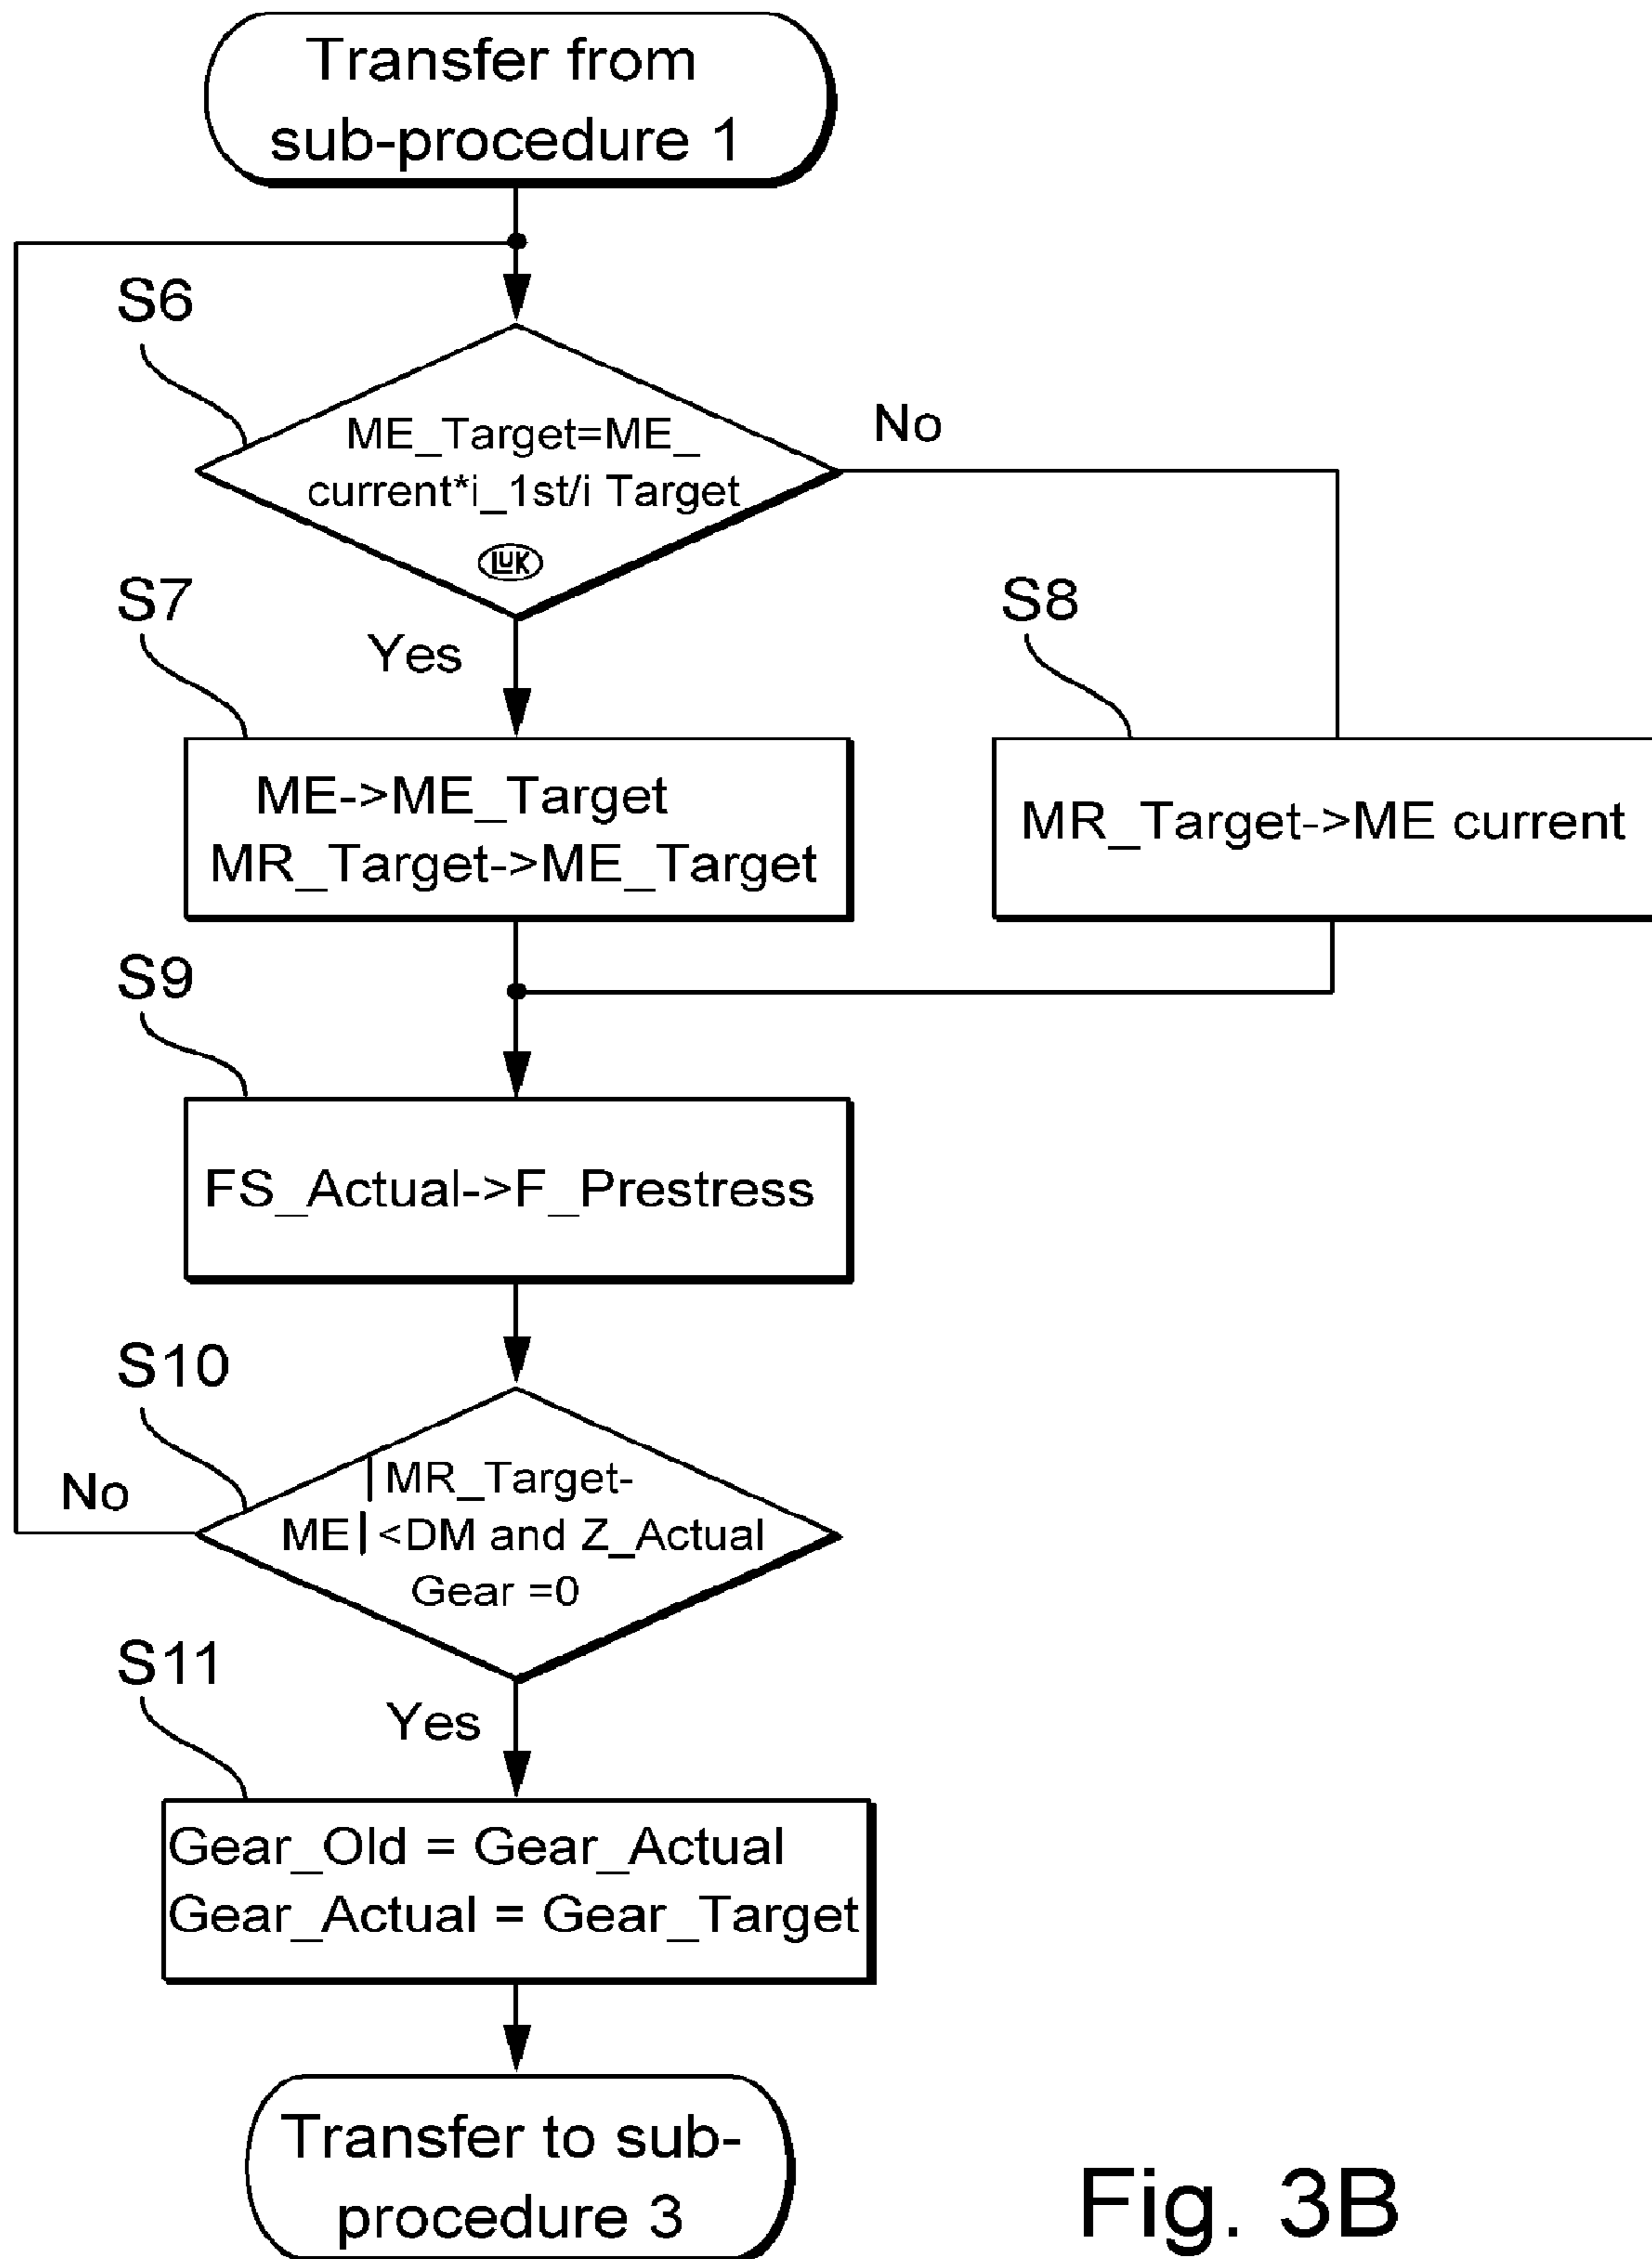 Transfer from
sub-procedure 1
S6
ME_Target=ME_
current*i_1st/i Target
LUK
No
S7
Yes
S8
ME->ME_Target
MR_Target->ME_Target
MR_Target->ME current
S9
FS_Actual->F_Prestress
S10
|MR_Target-
ME|<DM and Z_Actual
Gear =0
No
S11
Yes
Gear_Old = Gear_Actual
Gear_Actual = Gear_Target
Transfer to sub-
procedure 3
Fig. 3B